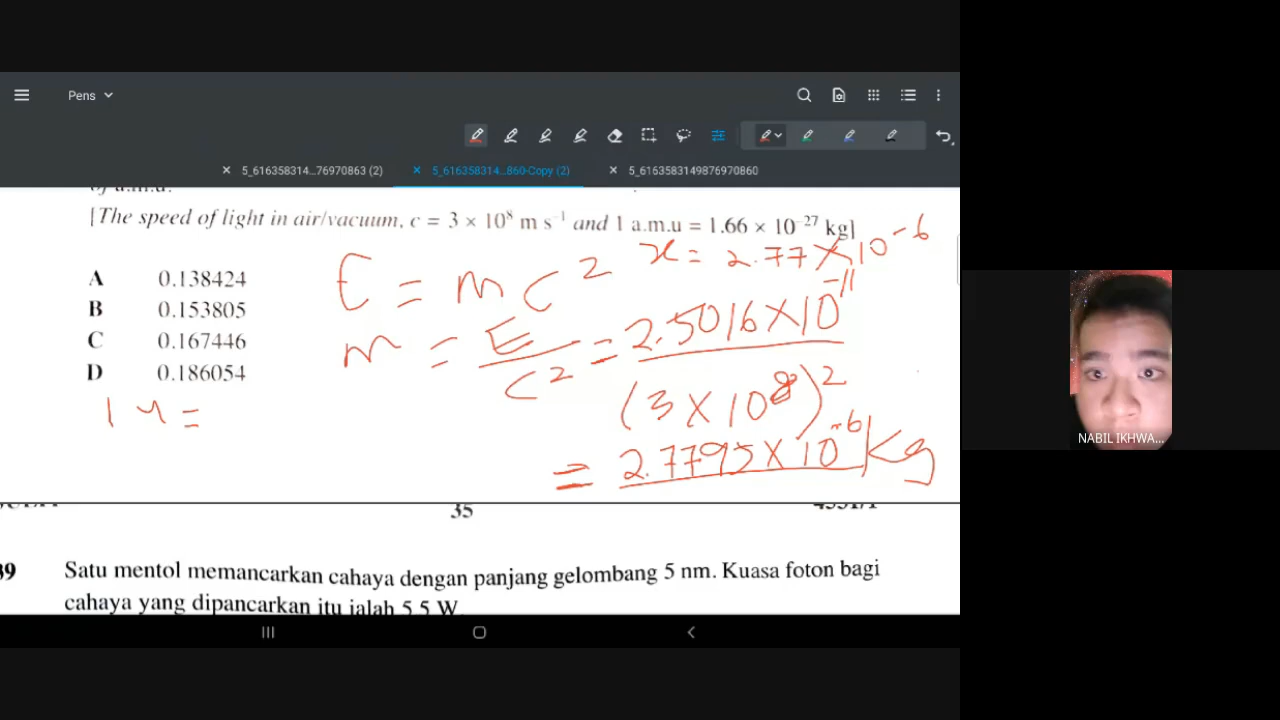 Pens
5_616358314...76970863 (2)
5_616358314...860-Copy (2)
5_6163583149876970860
of a.m.u.
[The speed of light in air/vacuum, c = 3 × 10⁸ m s⁻¹ and 1 a.m.u = 1.66 × 10⁻²⁷ kg]
x = 2.77 × 10⁻⁶
A 0.138424
B 0.153805
C 0.167446
D 0.186054
E = mc²
m = E/c² = 2.5016 × 10⁻¹¹
(3 × 10⁸)²
= 2.7795 × 10⁻⁶ kg
1 u =
35
4531/1
39 Satu mentol memancarkan cahaya dengan panjang gelombang 5 nm. Kuasa foton bagi
cahaya yang dipancarkan itu ialah 5.5 W.
NABIL IKHWA...